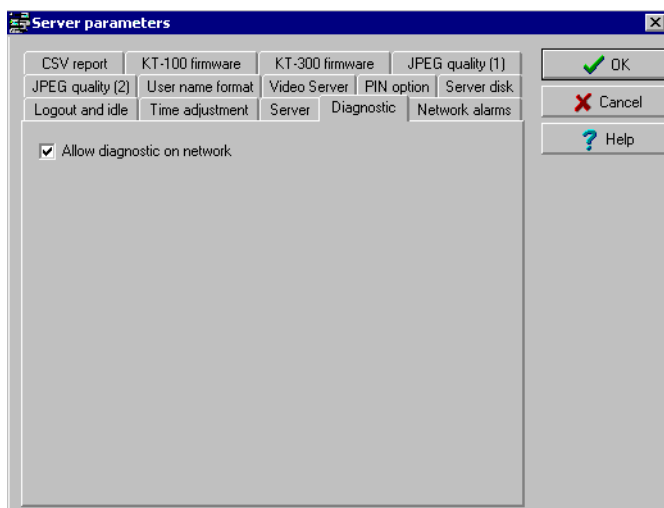 Server parameters
CSV report KT-100 firmware KT-300 firmware JPEG quality (1)
JPEG quality (2) User name format Video Server PIN option Server disk
Logout and idle Time adjustment Server Diagnostic Network alarms
Allow diagnostic on network
OK
Cancel
? Help